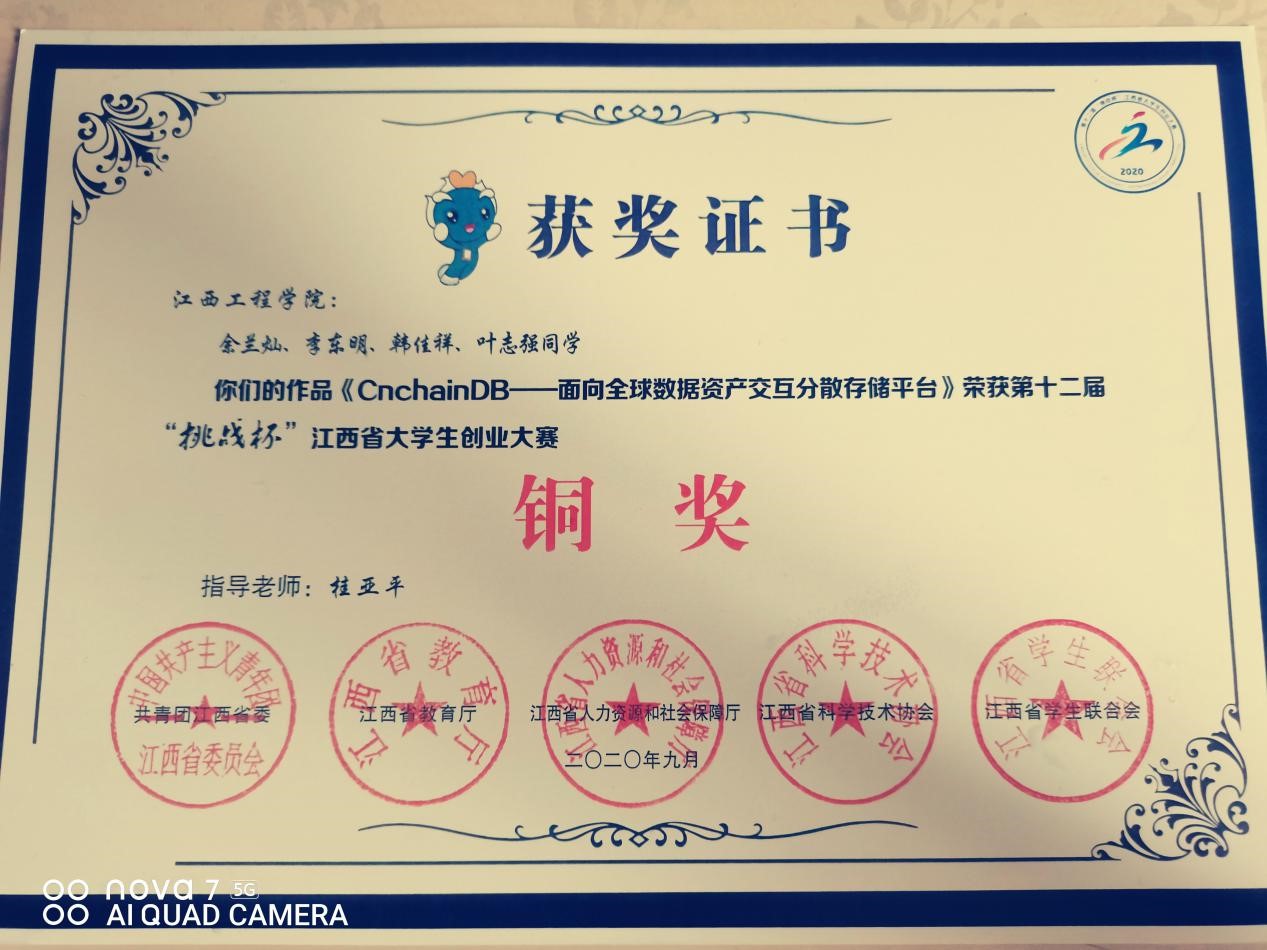 2020
获奖证书
江西工程学院：
余兰灿、李东明、韩佳祥、叶志强同学
你们的作品《CnchainDB——面向全球数据资产交互分散存储平台》荣获第十二届
“挑战杯”江西省大学生创业大赛
铜 奖
指导老师：桂亚平
中国共产主义青年团
江西省委员会
江西省教育厅
江西省人力资源和社会保障厅
江西省科学技术协会
江西省学生联合会
共青团江西省委
江西省教育厅
江西省人力资源和社会保障厅
江西省科学技术协会
江西省学生联合会
二〇二〇年九月
nova 7 5G
AI QUAD CAMERA